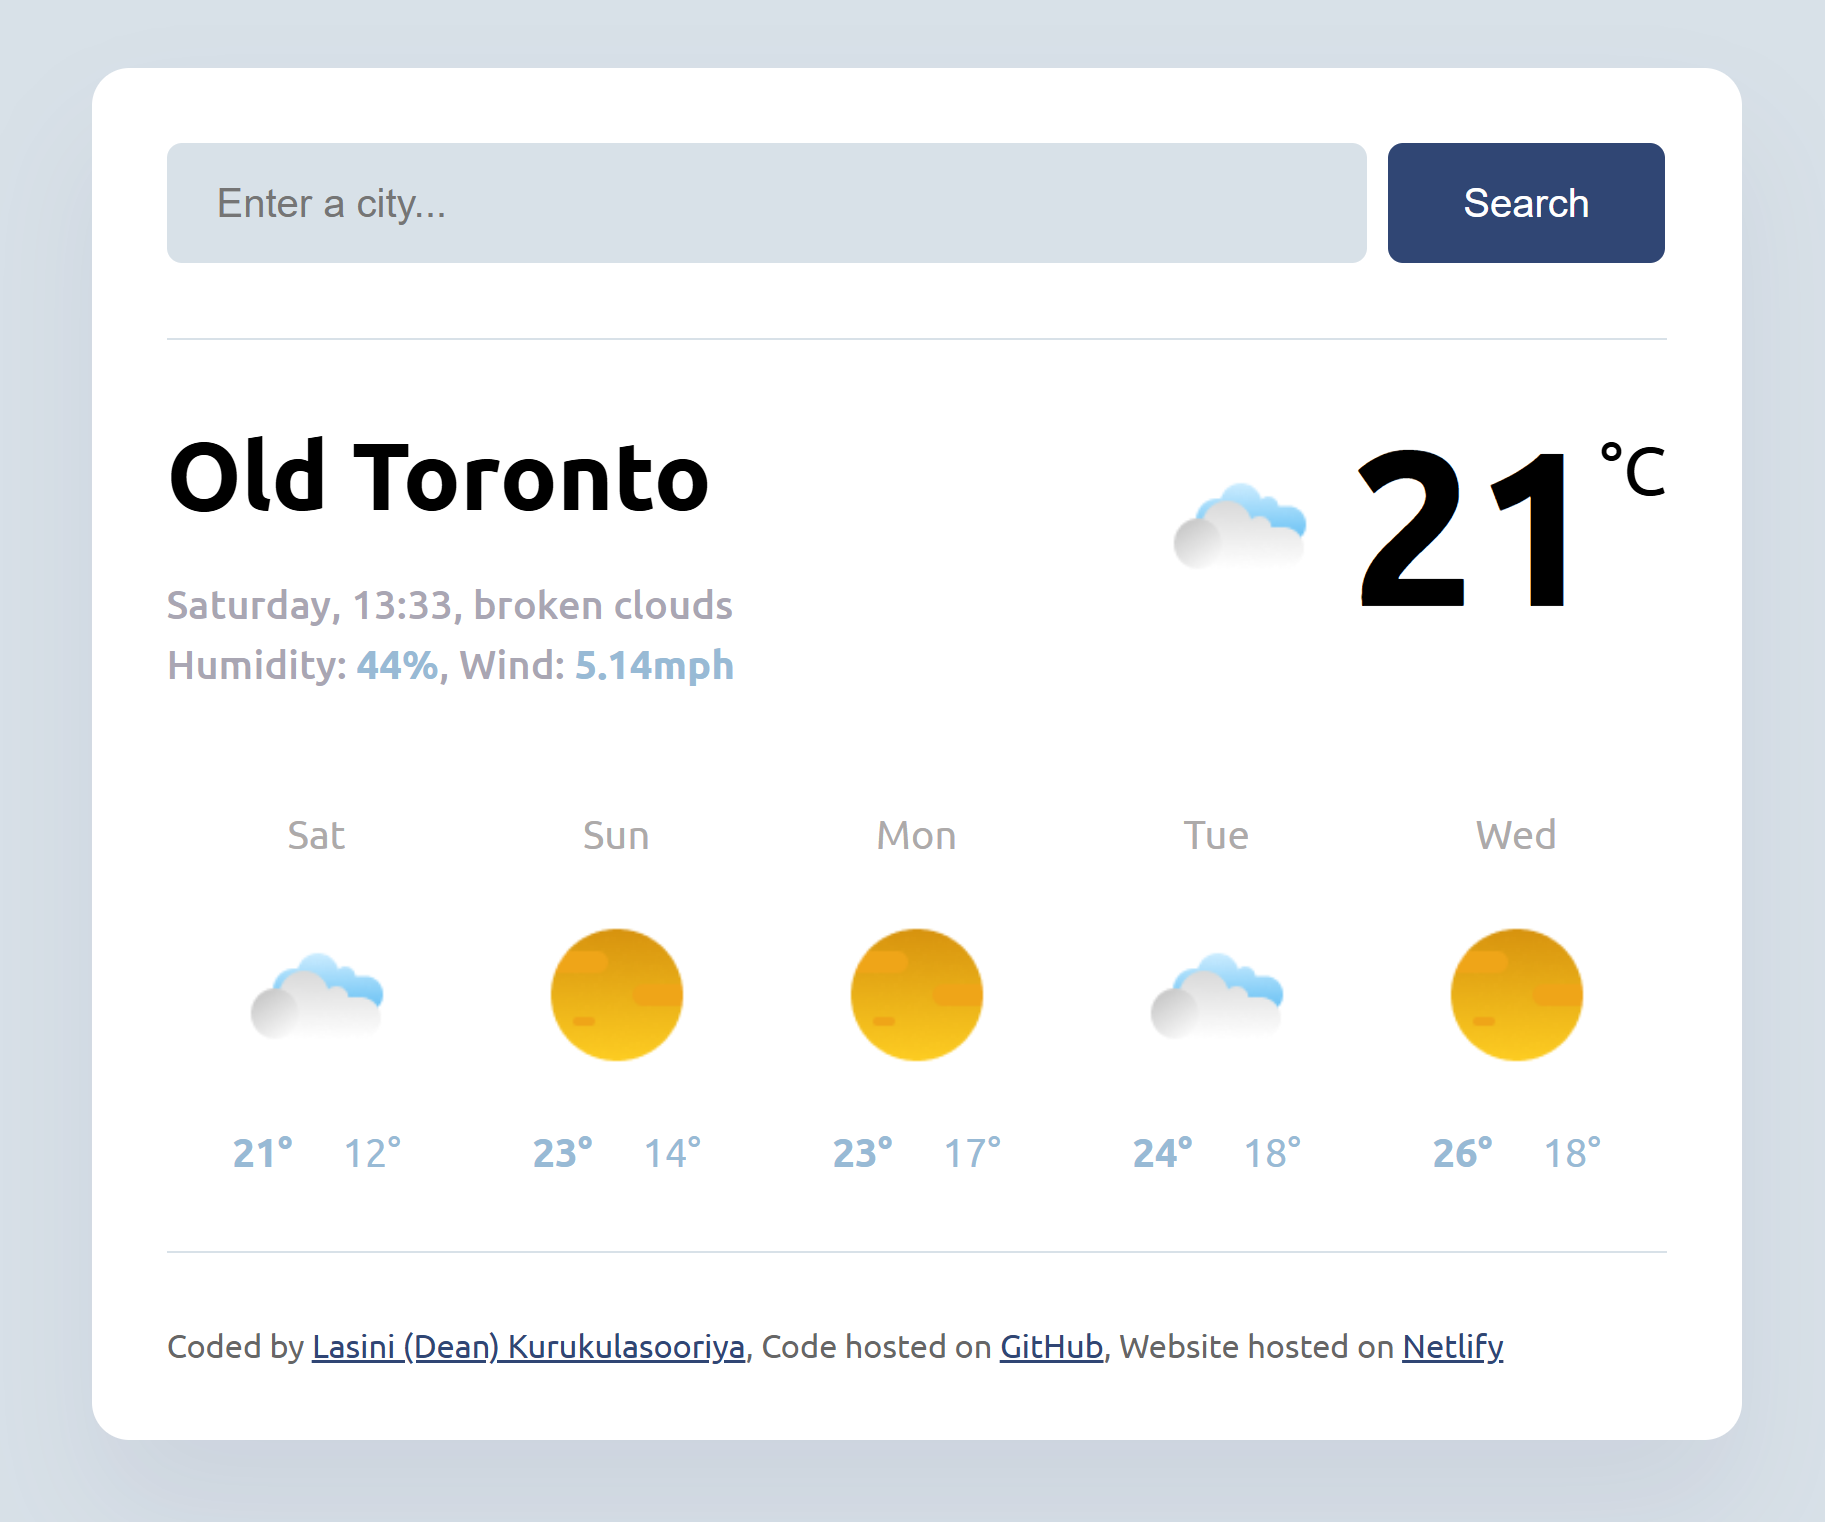 Enter a city...
Search
Old Toronto
21 °C
Saturday, 13:33, broken clouds
Humidity: 44%, Wind: 5.14mph
Sat Sun Mon Tue Wed
21° 12° 23° 14° 23° 17° 24° 18° 26° 18°
Coded by Lasini (Dean) Kurukulasooriya, Code hosted on GitHub, Website hosted on Netlify